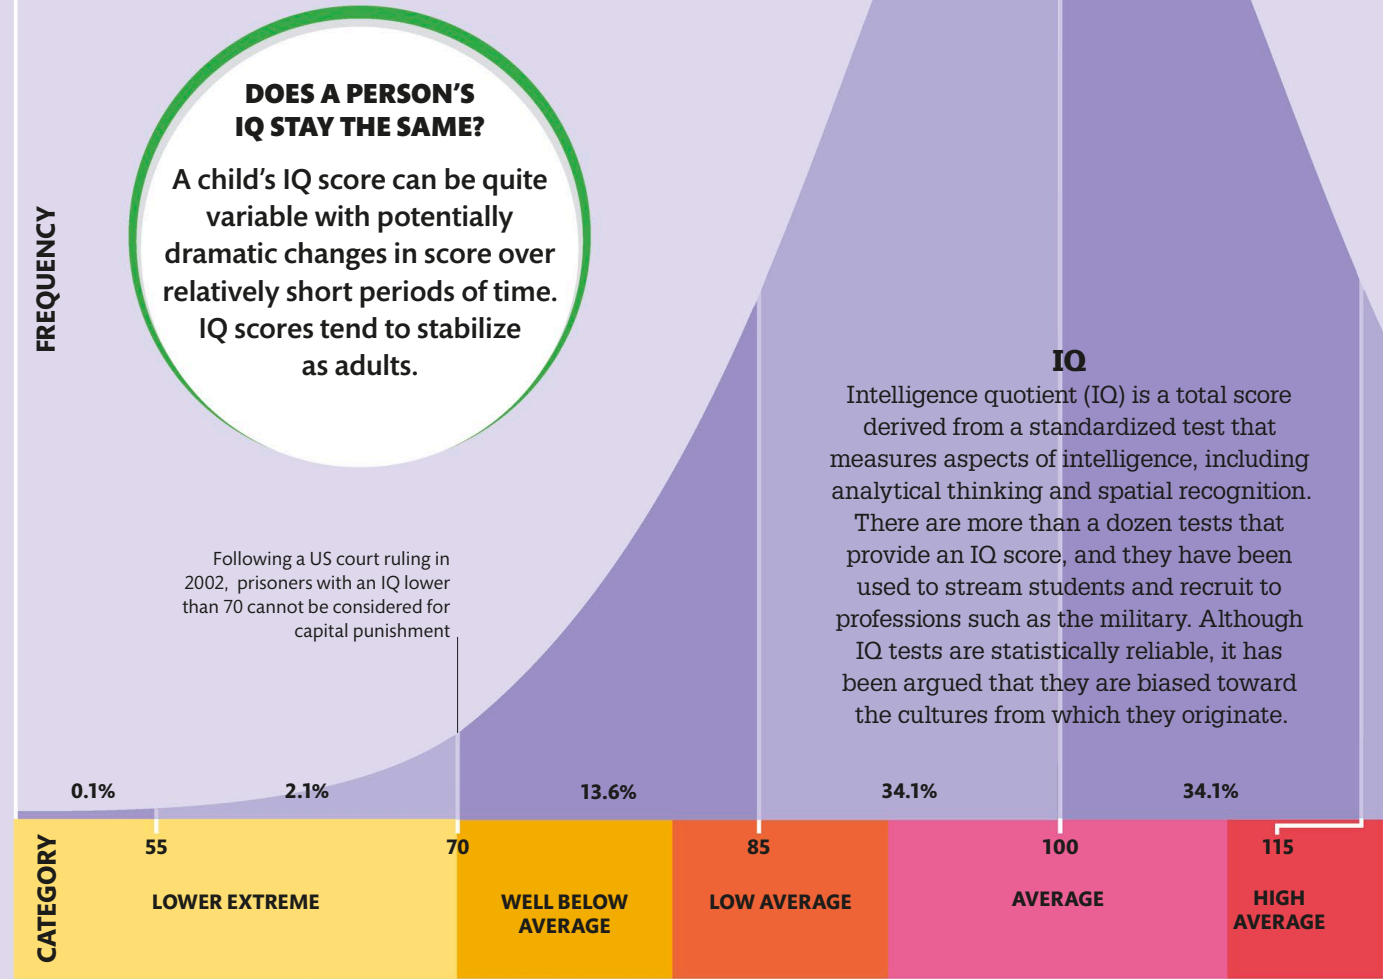 DOES A PERSON'S
IQ STAY THE SAME?
A child's IQ score can be quite
variable with potentially
dramatic changes in score over
relatively short periods of time.
IQ scores tend to stabilize
as adults.
FREQUENCY
IQ
Intelligence quotient (IQ) is a total score
derived from a standardized test that
measures aspects of intelligence, including
analytical thinking and spatial recognition.
There are more than a dozen tests that
provide an IQ score, and they have been
used to stream students and recruit to
professions such as the military. Although
IQ tests are statistically reliable, it has
been argued that they are biased toward
the cultures from which they originate.
Following a US court ruling in
2002, prisoners with an IQ lower
than 70 cannot be considered for
capital punishment
0.1% 2.1% 13.6% 34.1% 34.1%
55 70 85 100 115
CATEGORY
LOWER EXTREME
WELL BELOW
AVERAGE
LOW AVERAGE
AVERAGE
HIGH
AVERAGE